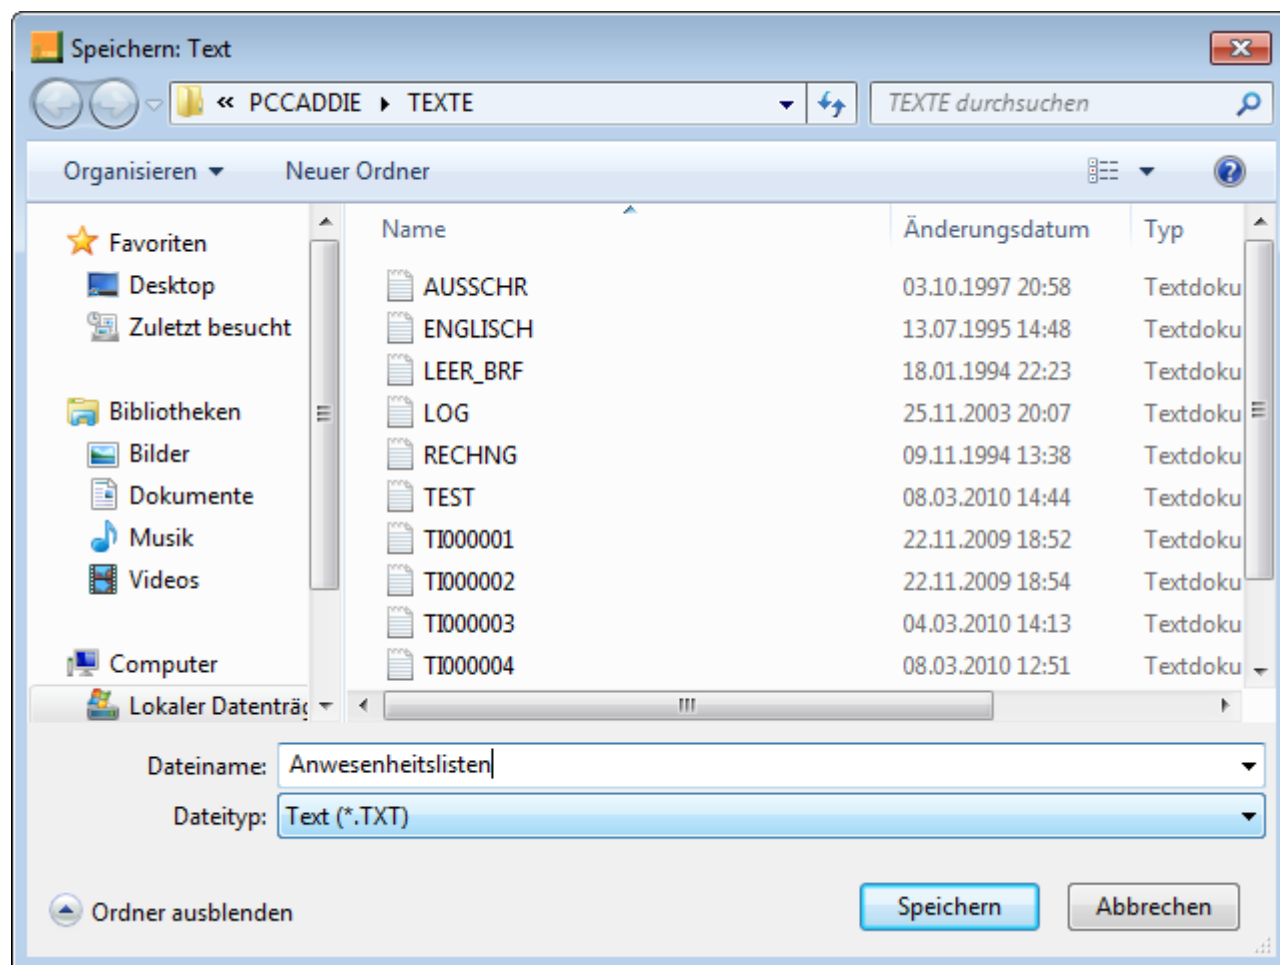 Speichern: Text
« PCCADDIE ▸ TEXTE
TEXTE durchsuchen
Organisieren
Neuer Ordner
Favoriten
Desktop
Zuletzt besucht
Bibliotheken
Bilder
Dokumente
Musik
Videos
Computer
Lokaler Datenträg
Name Änderungsdatum Typ
AUSSCHR 03.10.1997 20:58 Textdoku
ENGLISCH 13.07.1995 14:48 Textdoku
LEER_BRF 18.01.1994 22:23 Textdoku
LOG 25.11.2003 20:07 Textdoku
RECHNG 09.11.1994 13:38 Textdoku
TEST 08.03.2010 14:44 Textdoku
TI000001 22.11.2009 18:52 Textdoku
TI000002 22.11.2009 18:54 Textdoku
TI000003 04.03.2010 14:13 Textdoku
TI000004 08.03.2010 12:51 Textdoku
Dateiname: Anwesenheitslisten
Dateityp: Text (*.TXT)
Ordner ausblenden
Speichern
Abbrechen